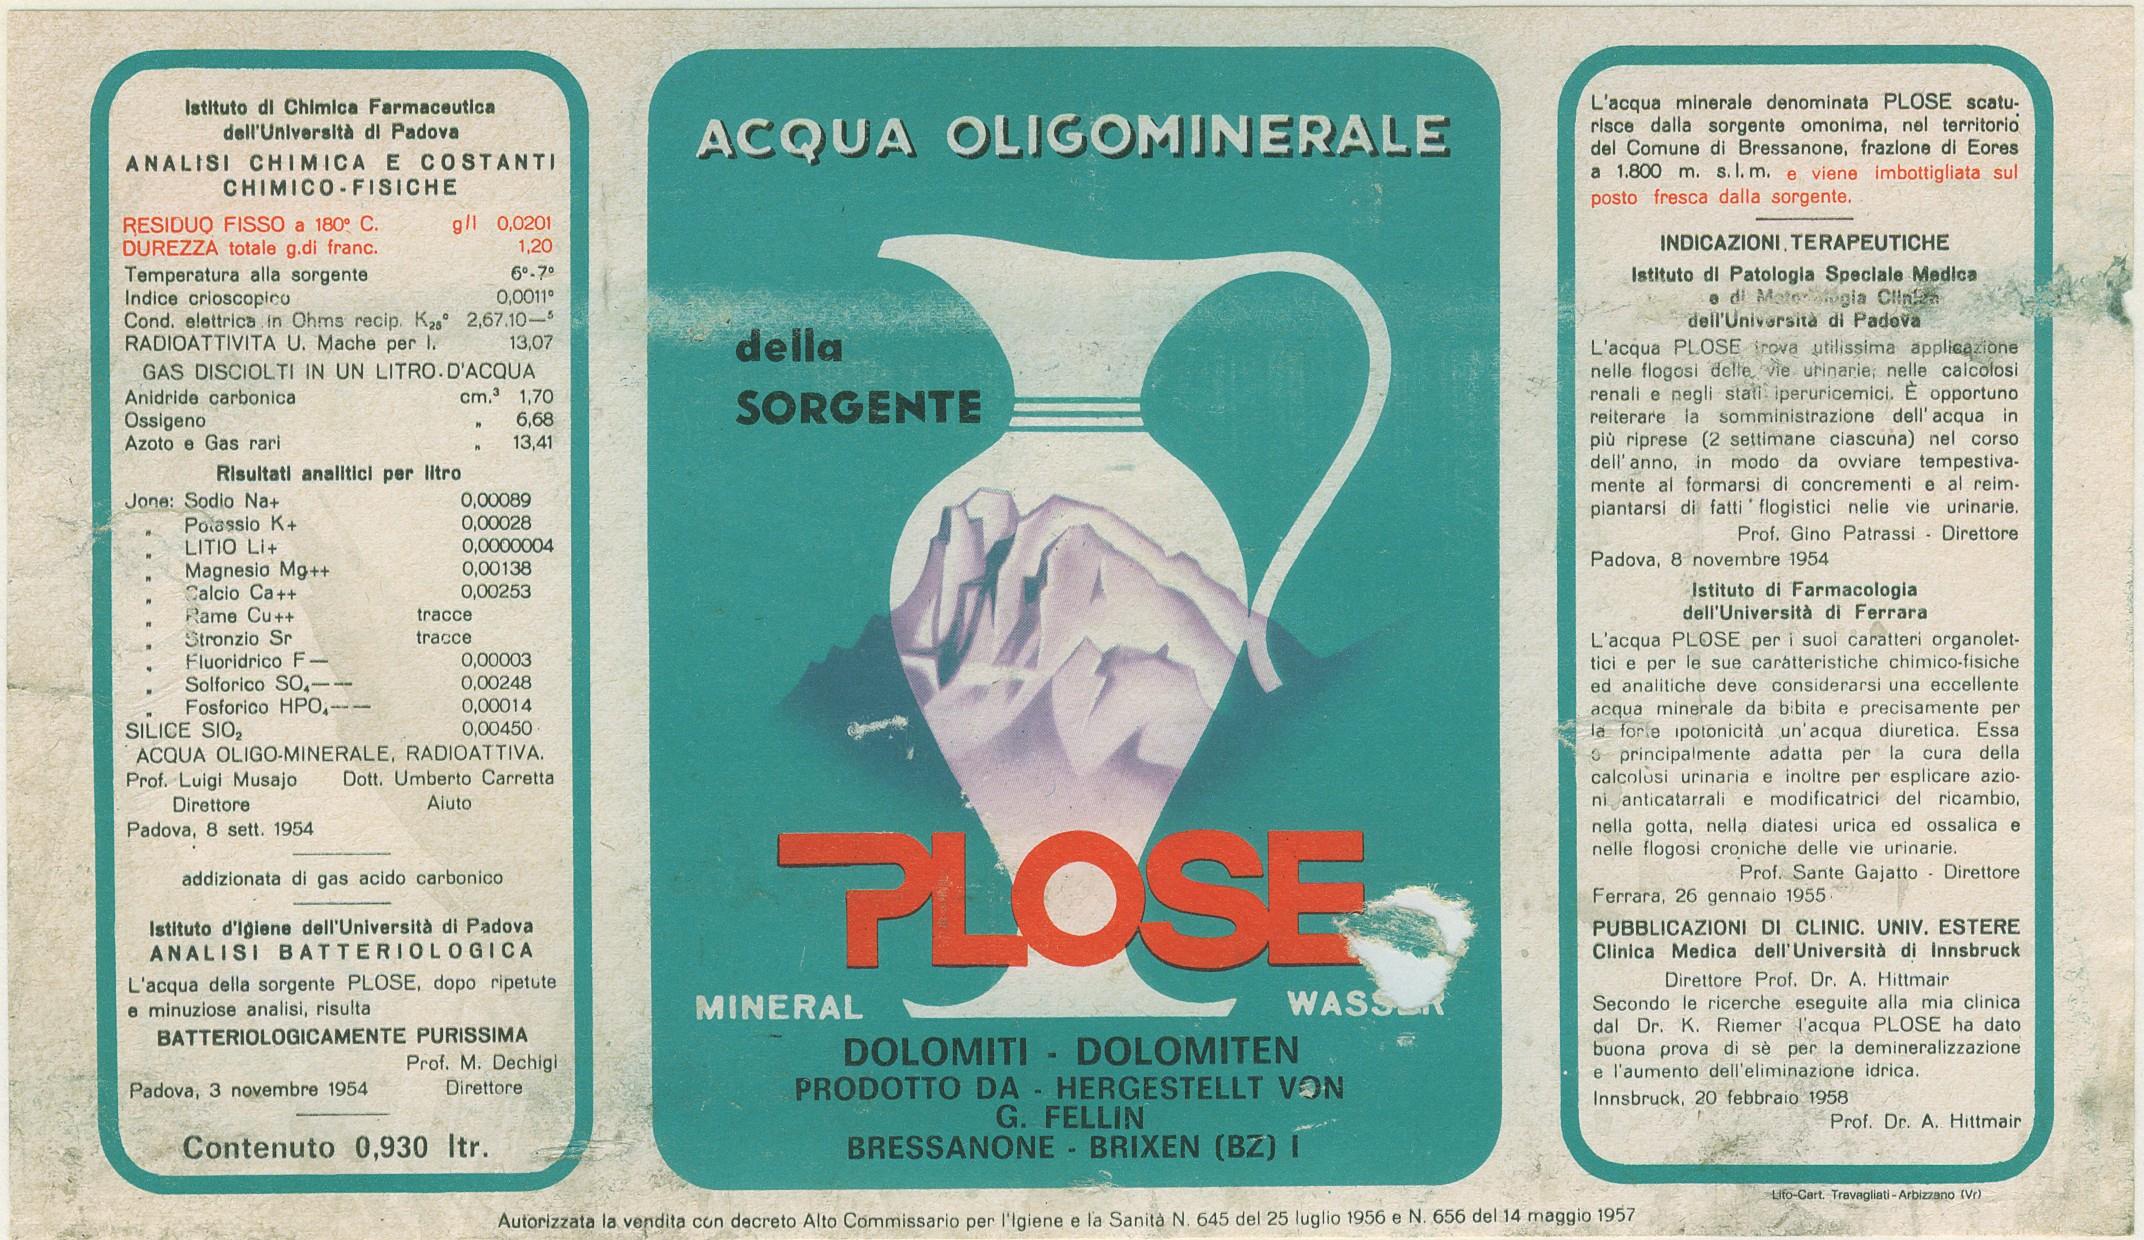 Istituto di Chimica Farmaceutica
dell'Università di Padova
ANALISI CHIMICA E COSTANTI
CHIMICO-FISICHE
RESIDUO FISSO a 180° C. g/l 0,0201
DUREZZA totale g.di franc. 1,20
Temperatura alla sorgente 6°-7°
Indice crioscopico 0,0011°
Cond. elettrica in Ohms recip. K₂₅° 2,67.10—⁵
RADIOATTIVITA U. Mache per l. 13,07
GAS DISCIOLTI IN UN LITRO D'ACQUA
Anidride carbonica cm.³ 1,70
Ossigeno „ 6,68
Azoto e Gas rari „ 13,41
Risultati analitici per litro
Jone: Sodio Na+ 0,00089
„ Potassio K+ 0,00028
„ LITIO Li+ 0,0000004
„ Magnesio Mg++ 0,00138
„ Calcio Ca++ 0,00253
„ Rame Cu++ tracce
„ Stronzio Sr tracce
„ Fluoridrico F— 0,00003
„ Solforico SO₄—— 0,00248
„ Fosforico HPO₄—— 0,00014
SILICE SIO₂ 0,00450
ACQUA OLIGO-MINERALE, RADIOATTIVA.
Prof. Luigi Musajo Dott. Umberto Carretta
Direttore Aiuto
Padova, 8 sett. 1954
addizionata di gas acido carbonico
Istituto d'Igiene dell'Università di Padova
ANALISI BATTERIOLOGICA
L'acqua della sorgente PLOSE, dopo ripetute
e minuziose analisi, risulta
BATTERIOLOGICAMENTE PURISSIMA
Prof. M. Dechigi
Padova, 3 novembre 1954 Direttore
Contenuto 0,930 ltr.
ACQUA OLIGOMINERALE
della
SORGENTE
PLOSE
MINERAL WASSER
DOLOMITI - DOLOMITEN
PRODOTTO DA - HERGESTELLT VON
G. FELLIN
BRESSANONE - BRIXEN (BZ) I
L'acqua minerale denominata PLOSE scatu-
risce dalla sorgente omonima, nel territorio
del Comune di Bressanone, frazione di Eores
a 1.800 m. s.l.m. e viene imbottigliata sul
posto fresca dalla sorgente.
INDICAZIONI TERAPEUTICHE
Istituto di Patologia Speciale Medica
e di Clinica
dell'Università di Padova
L'acqua PLOSE trova utilissima applicazione
nelle flogosi delle vie urinarie, nelle calcolosi
renali e negli stati iperuricemici. È opportuno
reiterare la somministrazione dell'acqua in
più riprese (2 settimane ciascuna) nel corso
dell'anno, in modo da ovviare tempestiva-
mente al formarsi di concrementi e al reim-
piantarsi di fatti flogistici nelle vie urinarie.
Prof. Gino Patrassi - Direttore
Padova, 8 novembre 1954
Istituto di Farmacologia
dell'Università di Ferrara
L'acqua PLOSE per i suoi caratteri organolet-
tici e per le sue caratteristiche chimico-fisiche
ed analitiche deve considerarsi una eccellente
acqua minerale da bibita e precisamente per
la forte ipotonicità un'acqua diuretica. Essa
è principalmente adatta per la cura della
calcolosi urinaria e inoltre per esplicare azio-
ni anticatarrali e modificatrici del ricambio,
nella gotta, nella diatesi urica ed ossalica e
nelle flogosi croniche delle vie urinarie.
Prof. Sante Gajatto - Direttore
Ferrara, 26 gennaio 1955
PUBBLICAZIONI DI CLINIC. UNIV. ESTERE
Clinica Medica dell'Università di Innsbruck
Direttore Prof. Dr. A. Hittmair
Secondo le ricerche eseguite alla mia clinica
dal Dr. K. Riemer l'acqua PLOSE ha dato
buona prova di sè per la demineralizzazione
e l'aumento dell'eliminazione idrica.
Innsbruck, 20 febbraio 1958
Prof. Dr. A. Hittmair
Lito-Cart. Travagliati-Arbizzano (Vr)
Autorizzata la vendita con decreto Alto Commissario per l'Igiene e la Sanità N. 645 del 25 luglio 1956 e N. 656 del 14 maggio 1957